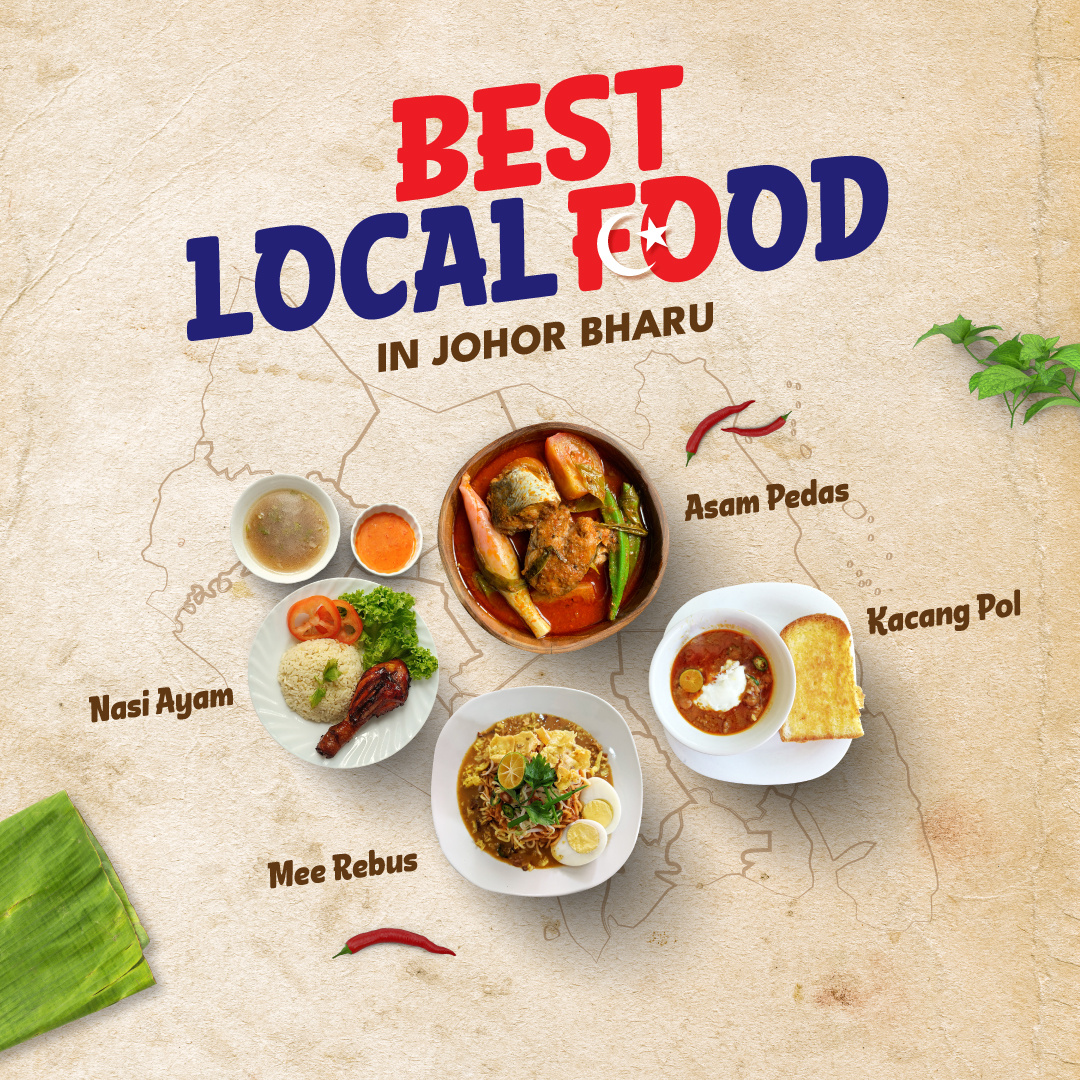 BEST
LOCAL FOOD
IN JOHOR BHARU
Asam Pedas
Kacang Pol
Nasi Ayam
Mee Rebus